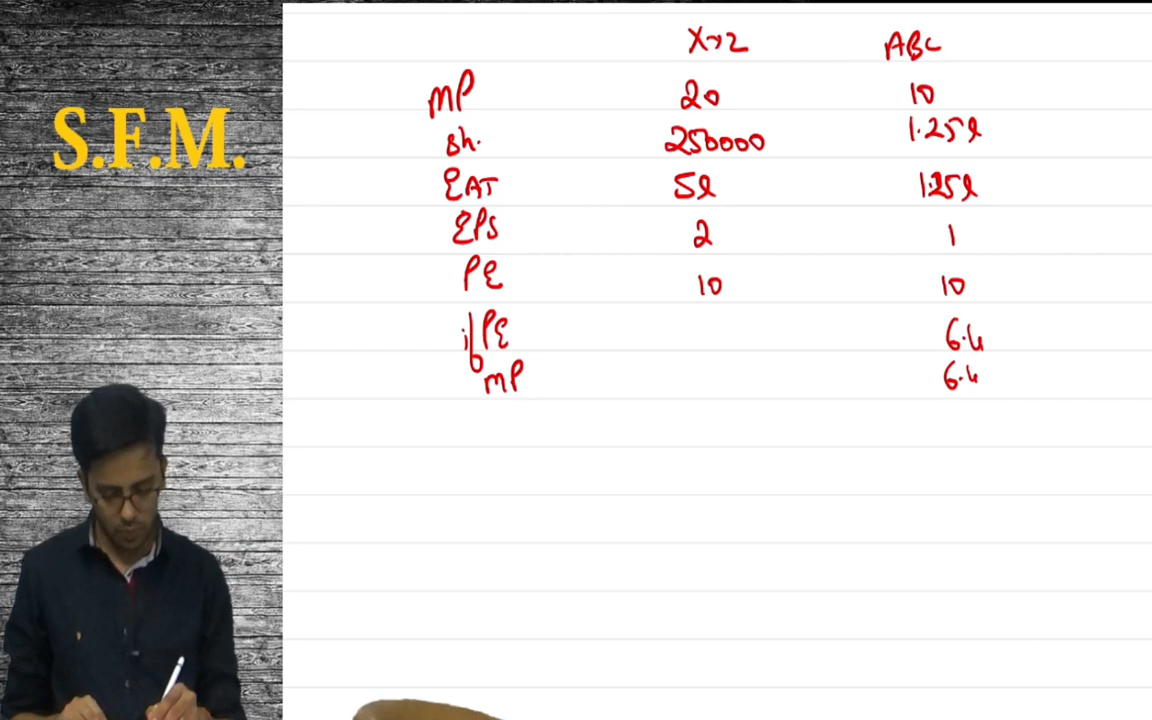 S.F.M.
XYZ ABC
MP 20 10
Sh. 250000 1.25l
EAT 5l 1.25l
EPS 2 1
PE 10 10
if PE 6.4
MP 6.4